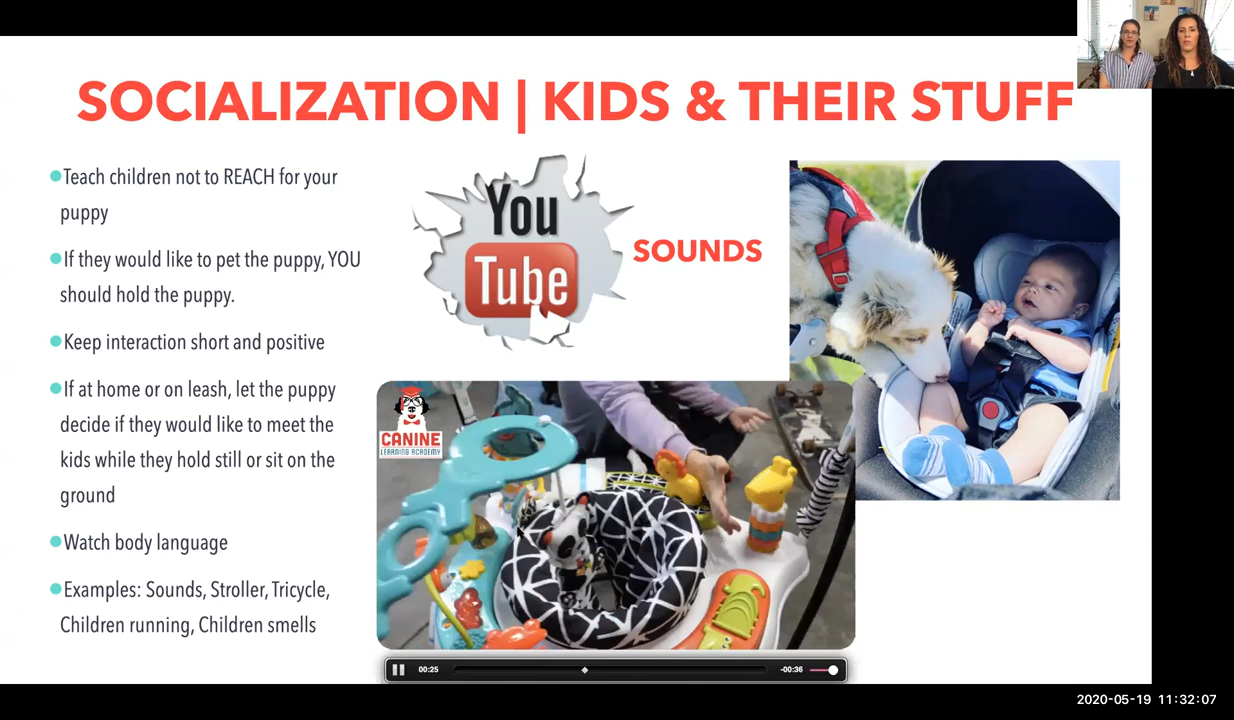 SOCIALIZATION | KIDS & THEIR STUFF
Teach children not to REACH for your
puppy
If they would like to pet the puppy, YOU
should hold the puppy.
Keep interaction short and positive
If at home or on leash, let the puppy
decide if they would like to meet the
kids while they hold still or sit on the
ground
Watch body language
Examples: Sounds, Stroller, Tricycle,
Children running, Children smells
You
Tube
SOUNDS
CANINE
LEARNING ACADEMY
00:25
-00:36
2020-05-19 11:32:07